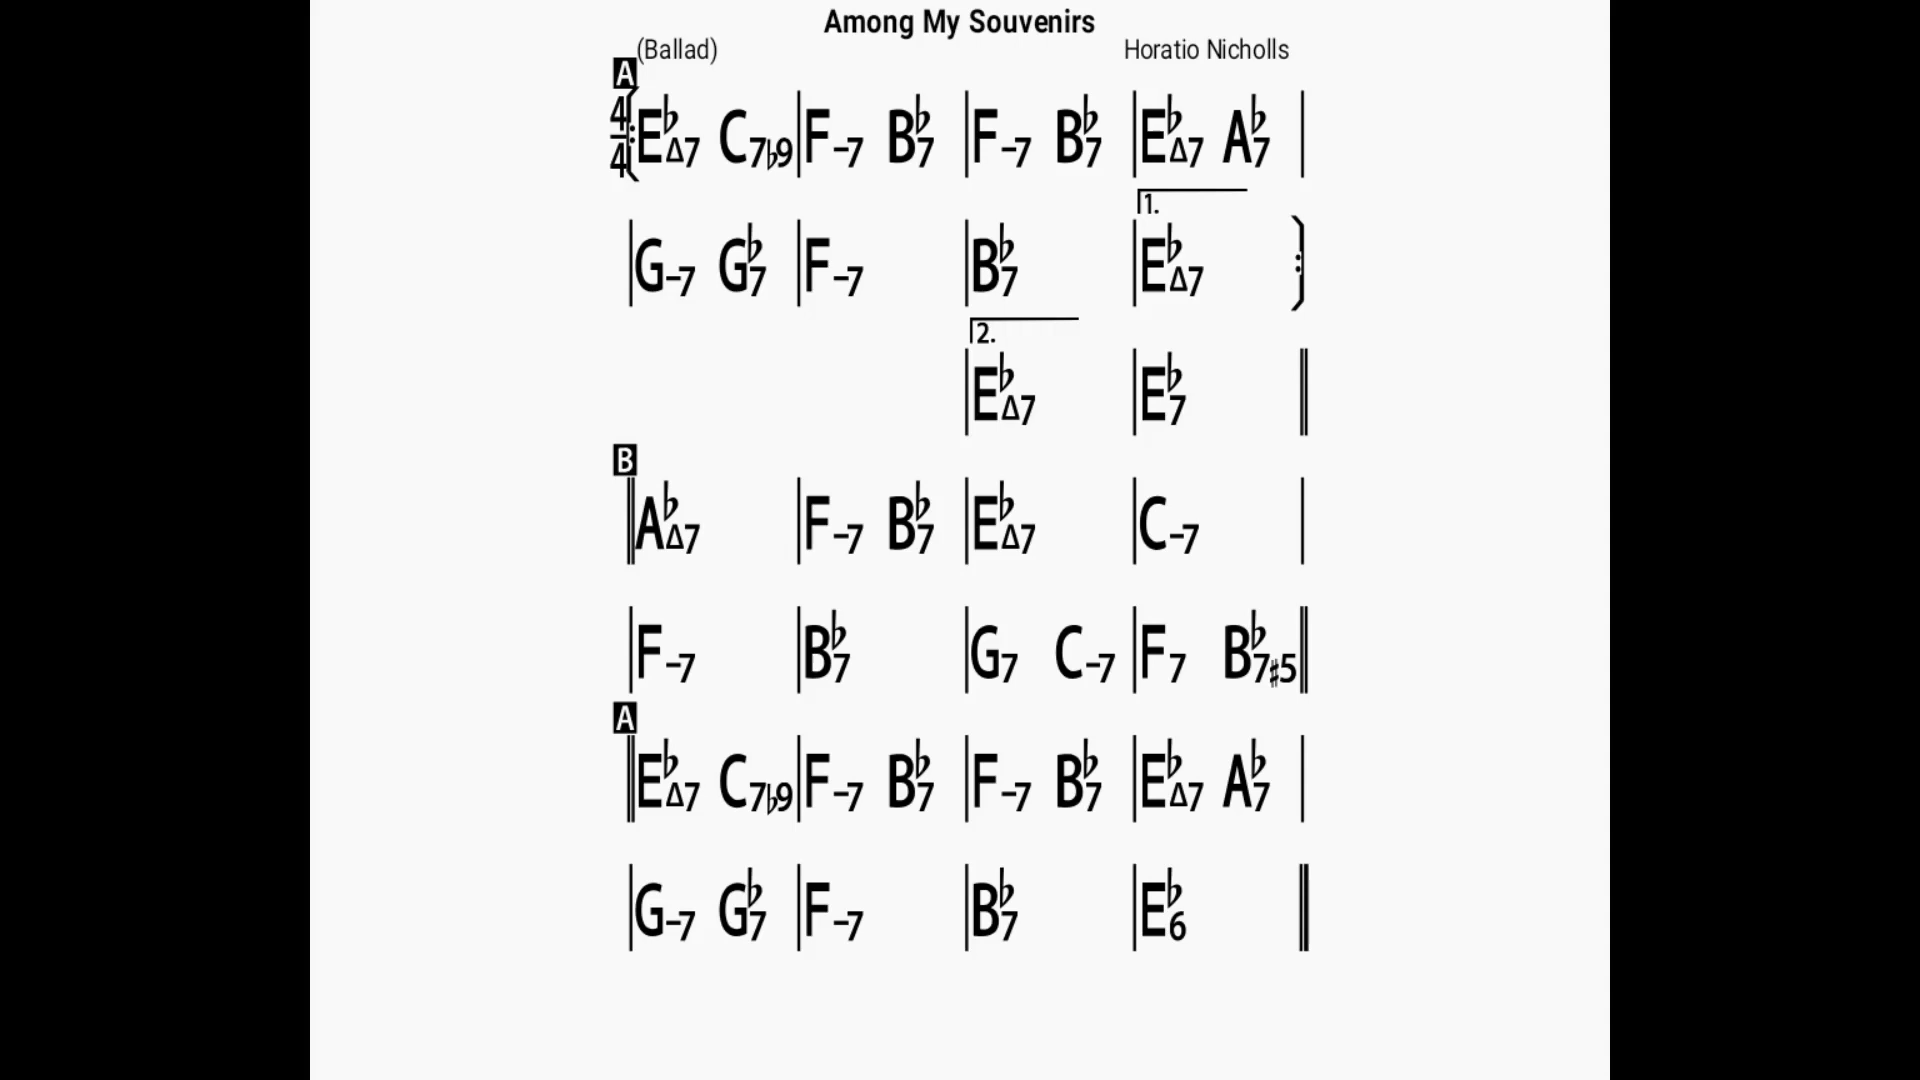 Among My Souvenirs
(Ballad) Horatio Nicholls
A
4/4 E♭Δ7 C7♭9 F–7 B♭7 F–7 B♭7 E♭Δ7 A♭7
1.
G–7 G♭7 F–7 B♭7 E♭Δ7
2.
E♭Δ7 E♭7
B
A♭Δ7 F–7 B♭7 E♭Δ7 C–7
F–7 B♭7 G7 C–7 F7 B♭7♯5
A
E♭Δ7 C7♭9 F–7 B♭7 F–7 B♭7 E♭Δ7 A♭7
G–7 G♭7 F–7 B♭7 E♭6